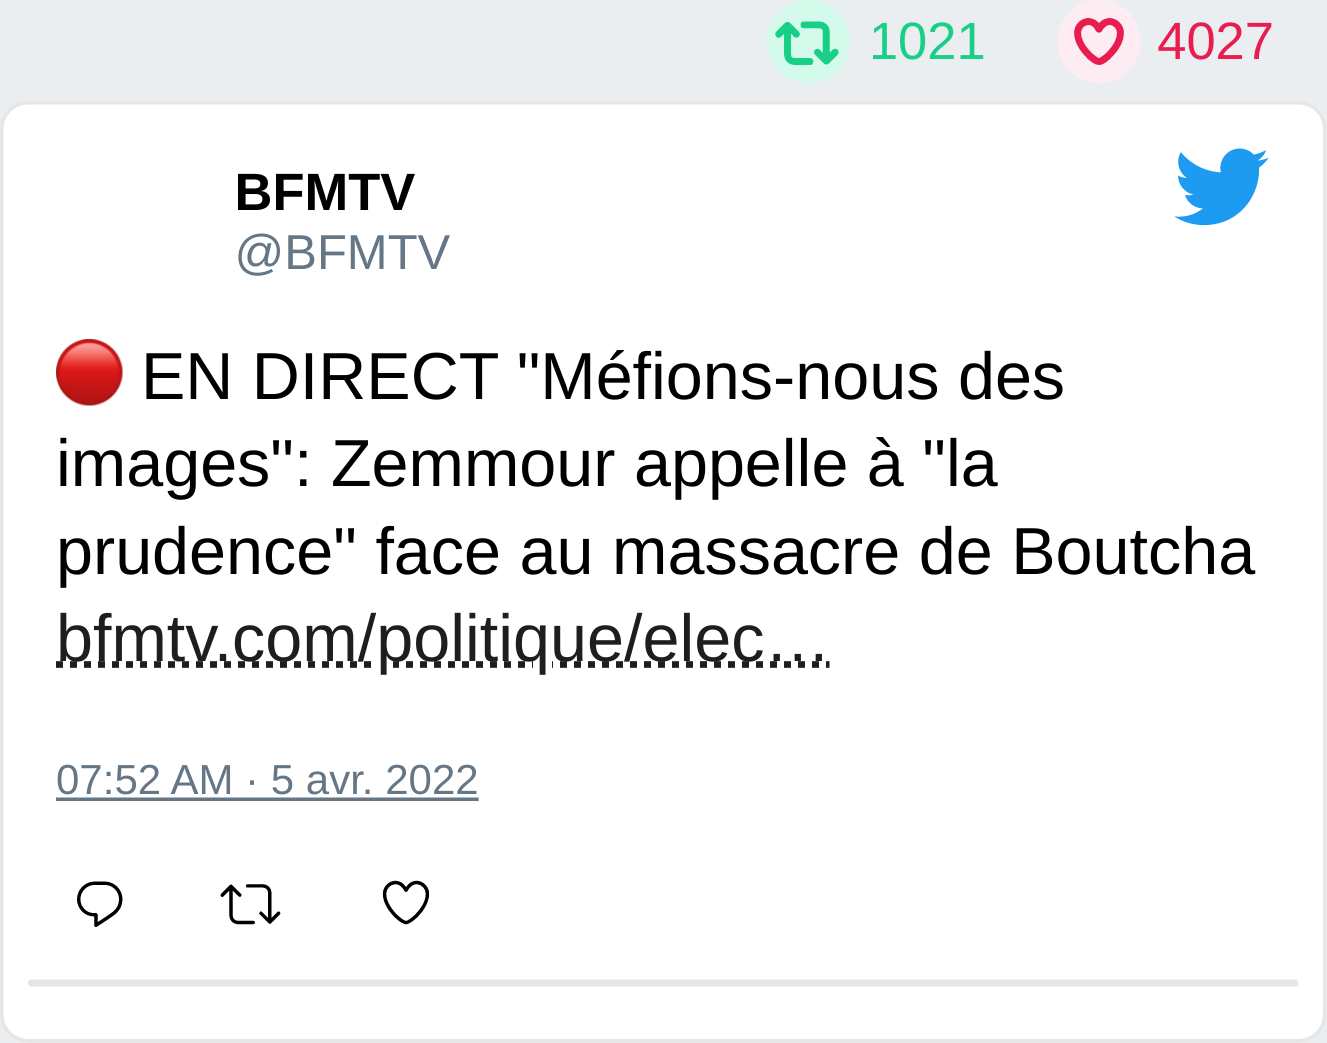 1021 4027
BFMTV
@BFMTV
🔴 EN DIRECT "Méfions-nous des
images": Zemmour appelle à "la
prudence" face au massacre de Boutcha
bfmtv.com/politique/elec…
07:52 AM · 5 avr. 2022